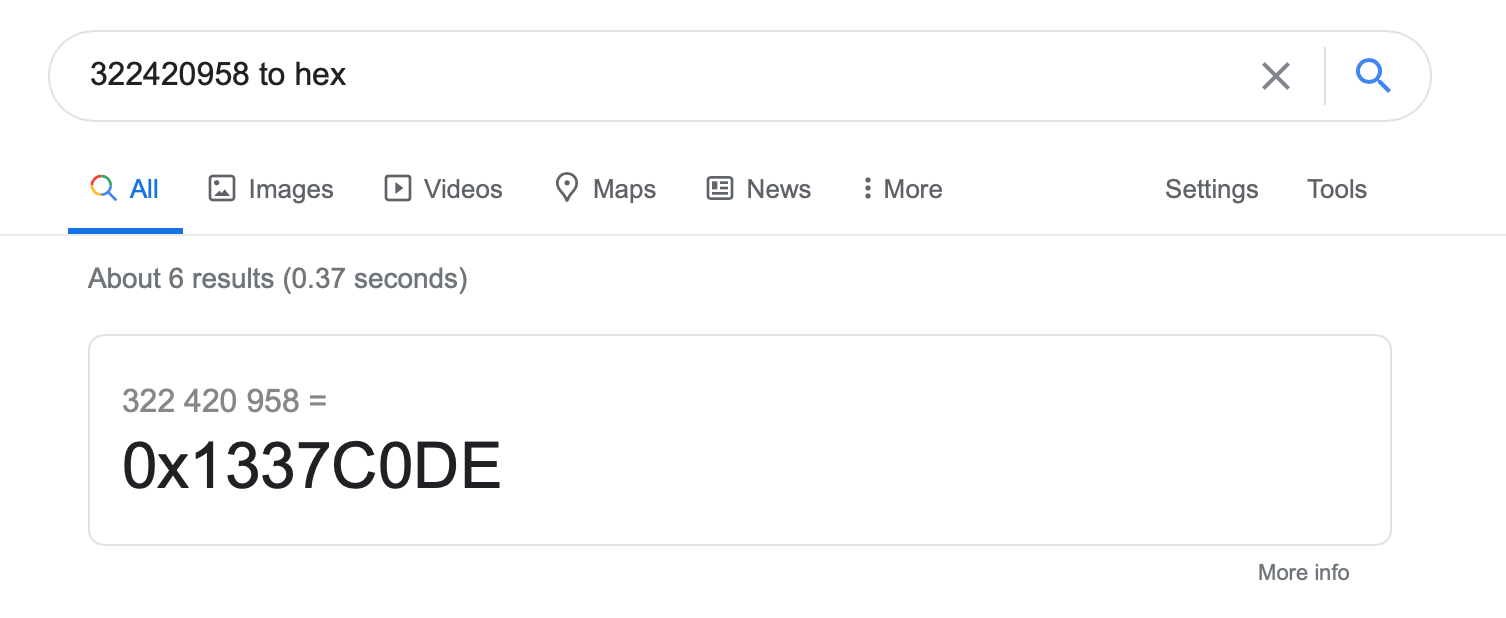 322420958 to hex
All Images Videos Maps News More Settings Tools
About 6 results (0.37 seconds)
322 420 958 =
0x1337C0DE
More info